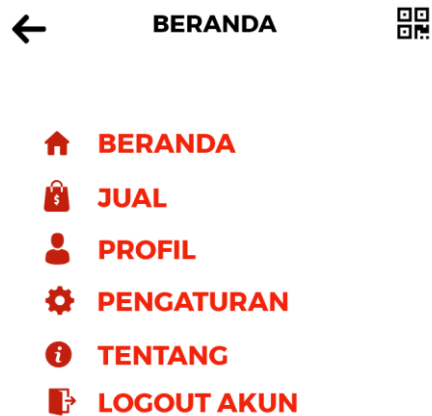 BERANDA
BERANDA
JUAL
PROFIL
PENGATURAN
TENTANG
LOGOUT AKUN